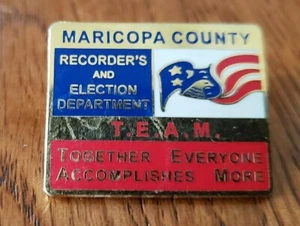 MARICOPA COUNTY
RECORDER'S
AND
ELECTION
DEPARTMENT
T.E.A.M.
TOGETHER EVERYONE
ACCOMPLISHES MORE